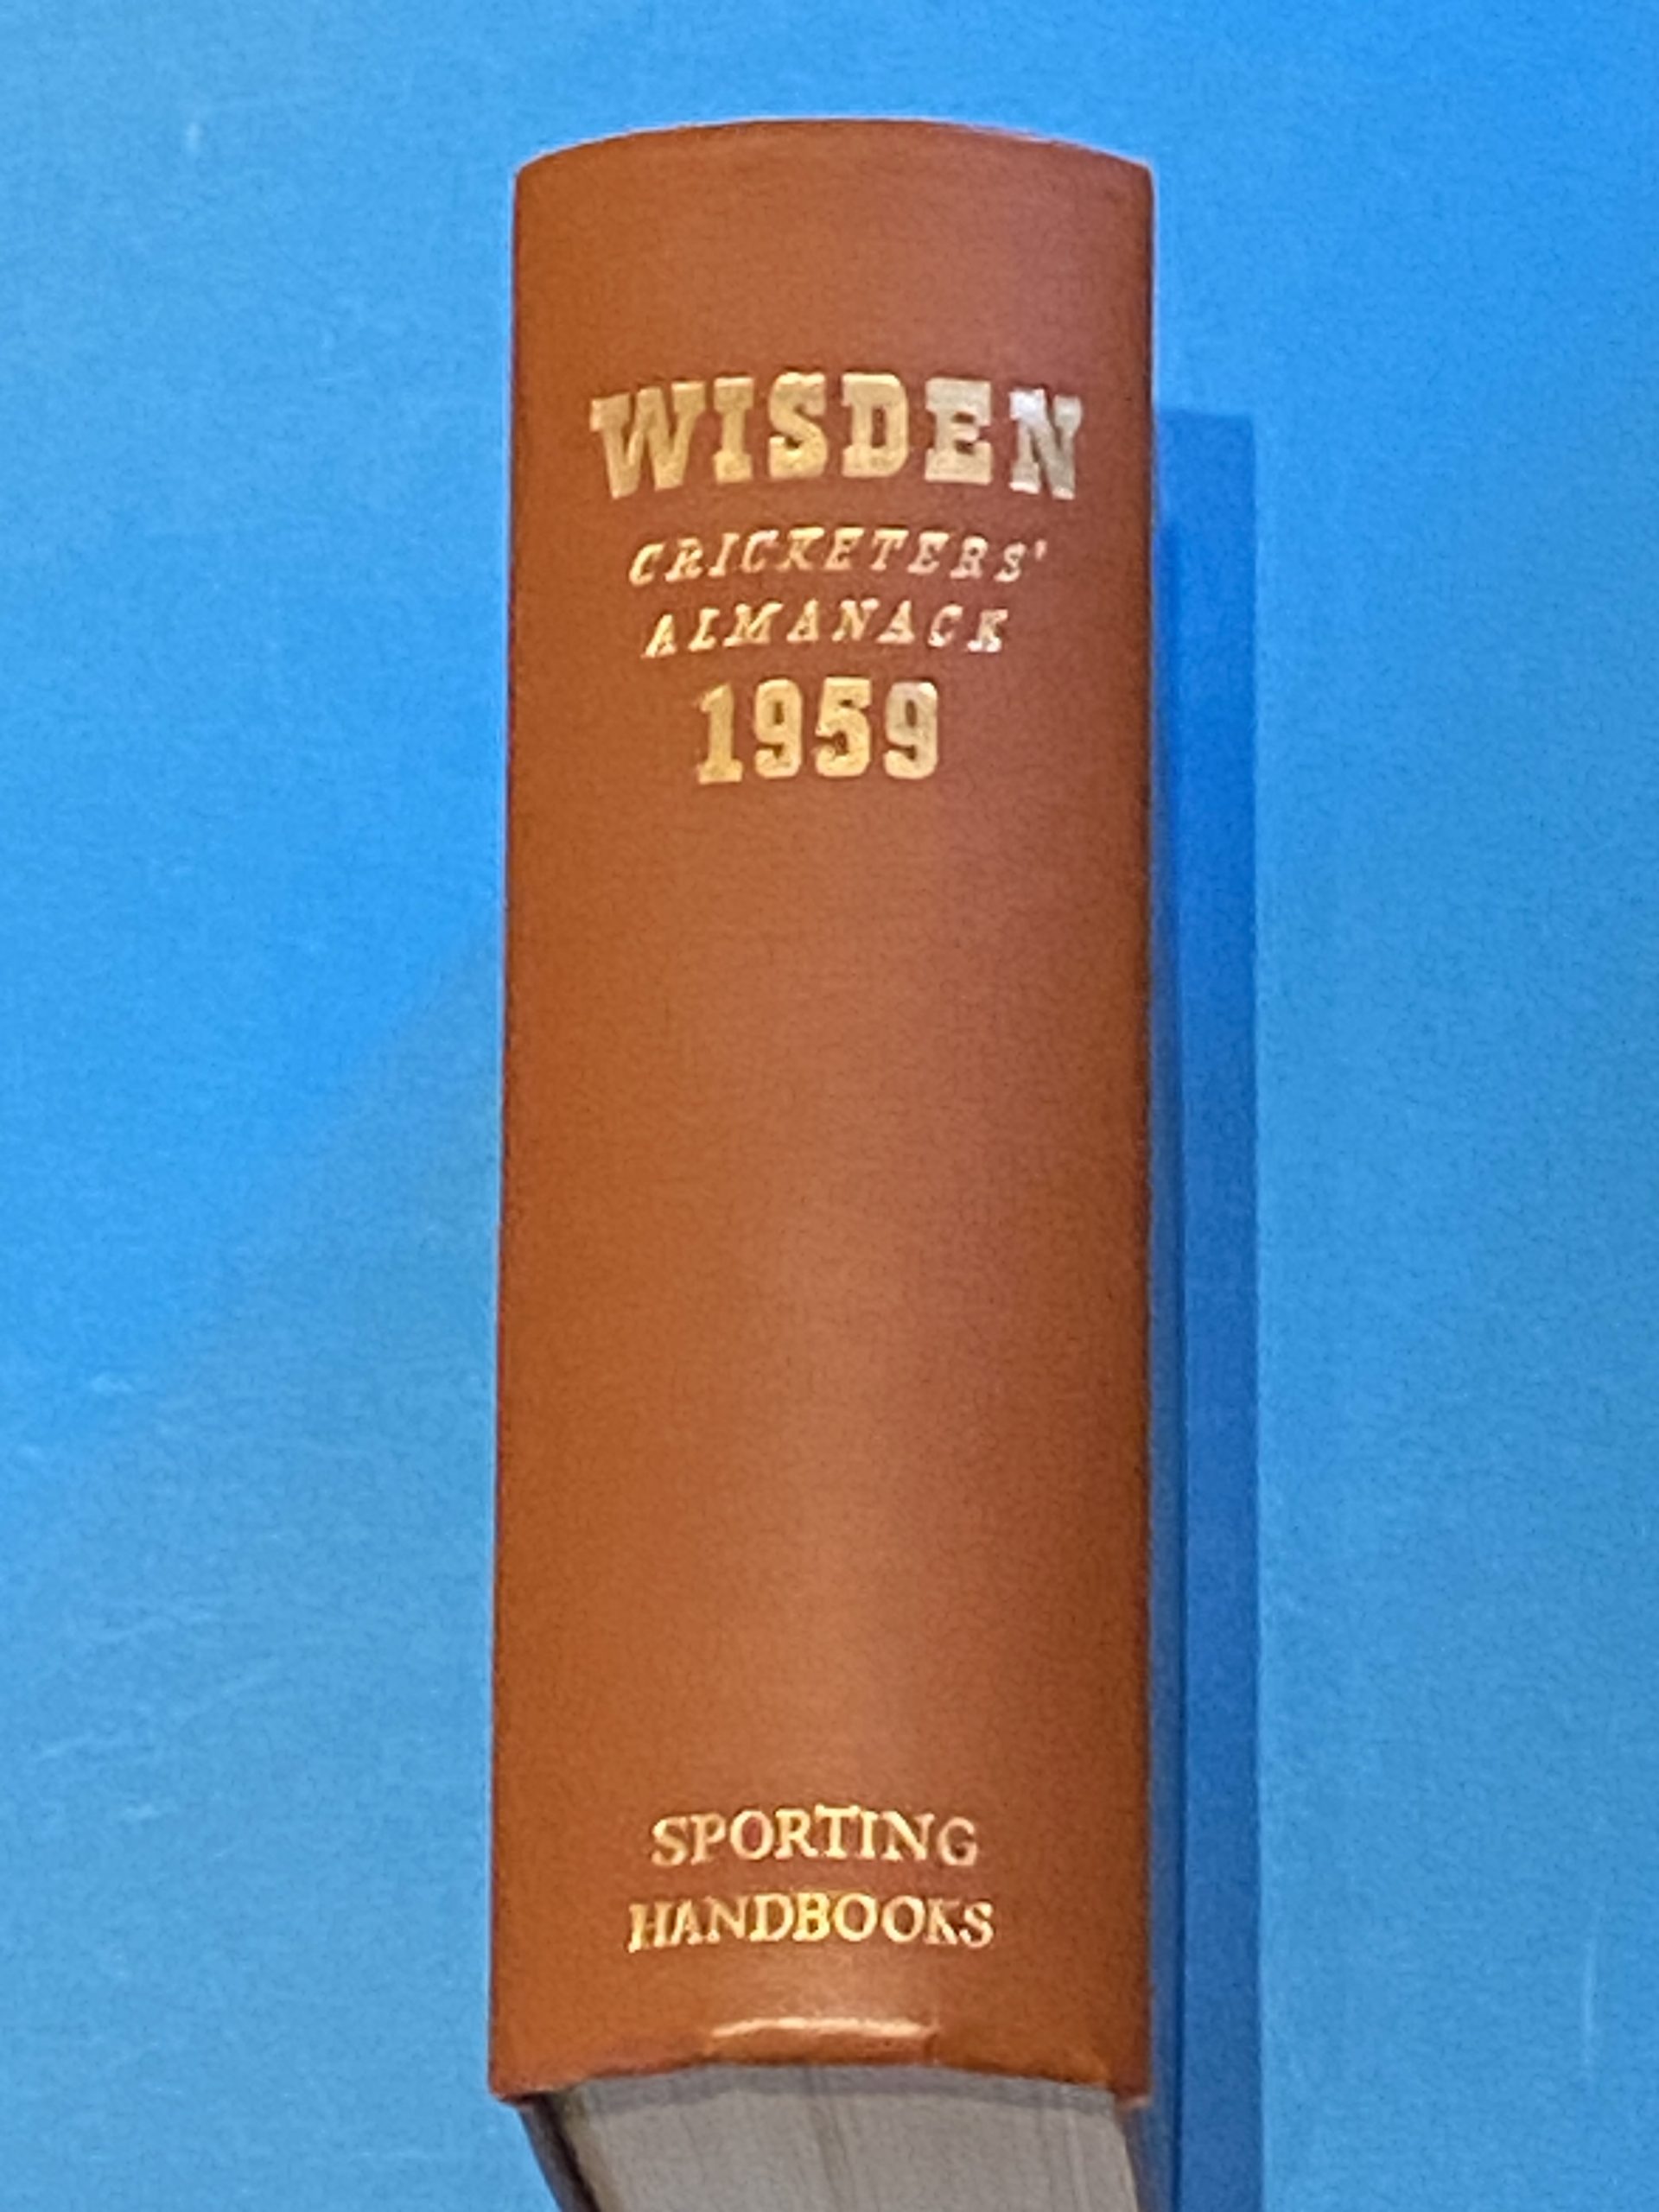 WISDEN
CRICKETERS'
ALMANACK
1959
SPORTING
HANDBOOKS